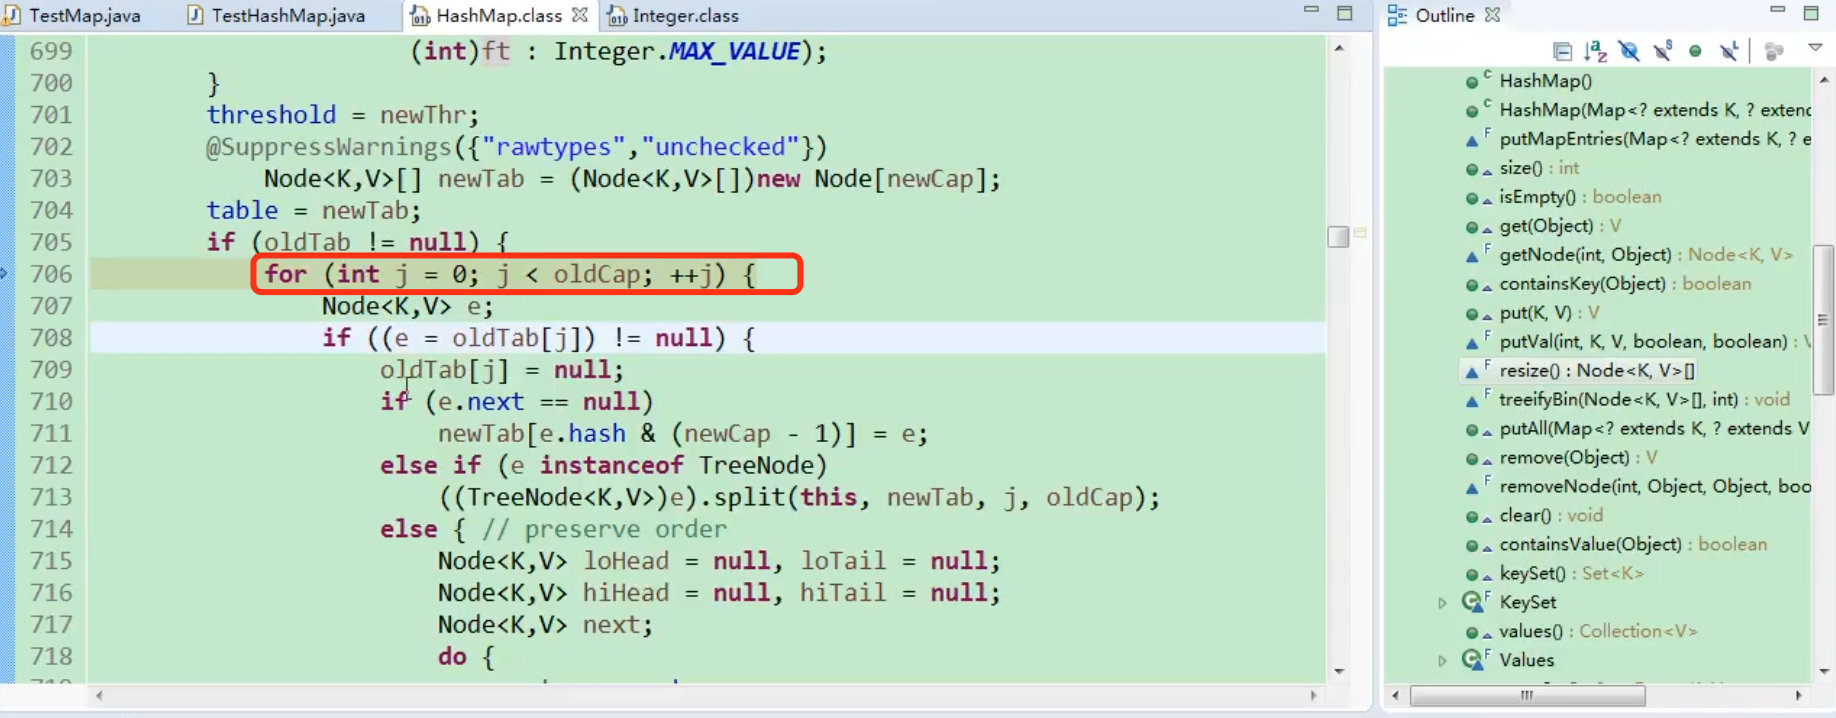 TestMap.java
TestHashMap.java
HashMap.class
Integer.class
699 (int)ft : Integer.MAX_VALUE);
700 }
701 threshold = newThr;
702 @SuppressWarnings({"rawtypes","unchecked"})
703 Node<K,V>[] newTab = (Node<K,V>[])new Node[newCap];
704 table = newTab;
705 if (oldTab != null) {
706 for (int j = 0; j < oldCap; ++j) {
707 Node<K,V> e;
708 if ((e = oldTab[j]) != null) {
709 oldTab[j] = null;
710 if (e.next == null)
711 newTab[e.hash & (newCap - 1)] = e;
712 else if (e instanceof TreeNode)
713 ((TreeNode<K,V>)e).split(this, newTab, j, oldCap);
714 else { // preserve order
715 Node<K,V> loHead = null, loTail = null;
716 Node<K,V> hiHead = null, hiTail = null;
717 Node<K,V> next;
718 do {
Outline
HashMap()
HashMap(Map<? extends K, ? extenc
putMapEntries(Map<? extends K, ? e
size() : int
isEmpty() : boolean
get(Object) : V
getNode(int, Object) : Node<K, V>
containsKey(Object) : boolean
put(K, V) : V
putVal(int, K, V, boolean, boolean) : V
resize() : Node<K, V>[]
treeifyBin(Node<K, V>[], int) : void
putAll(Map<? extends K, ? extends V
remove(Object) : V
removeNode(int, Object, Object, boo
clear() : void
containsValue(Object) : boolean
keySet() : Set<K>
KeySet
values() : Collection<V>
Values